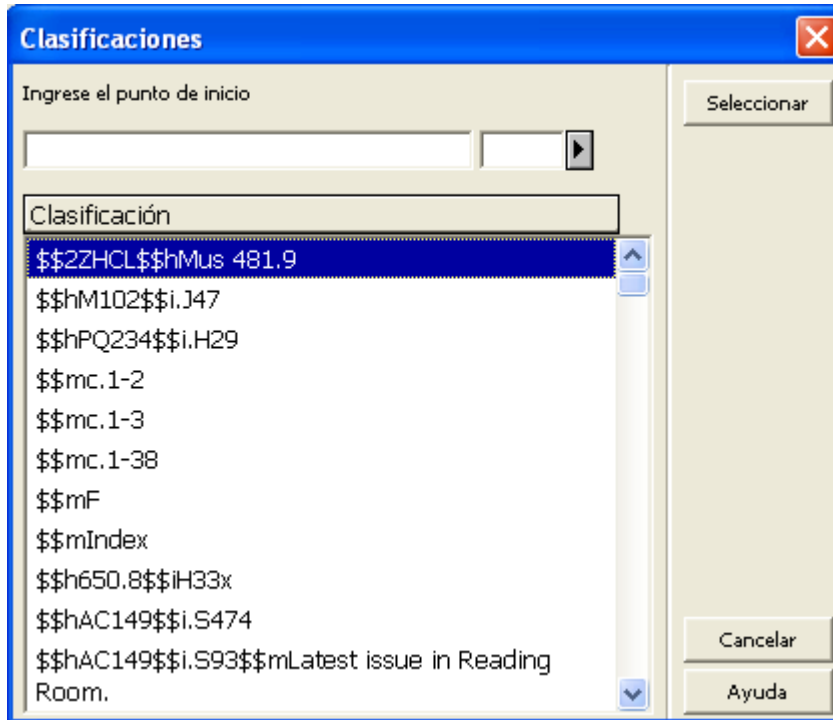 Clasificaciones
Ingrese el punto de inicio
Seleccionar
Clasificación
$$2ZHCL$$hMus 481.9
$$hM102$$i.J47
$$hPQ234$$i.H29
$$mc.1-2
$$mc.1-3
$$mc.1-38
$$mF
$$mIndex
$$h650.8$$iH33x
$$hAC149$$i.S474
$$hAC149$$i.S93$$mLatest issue in Reading
Room.
Cancelar
Ayuda